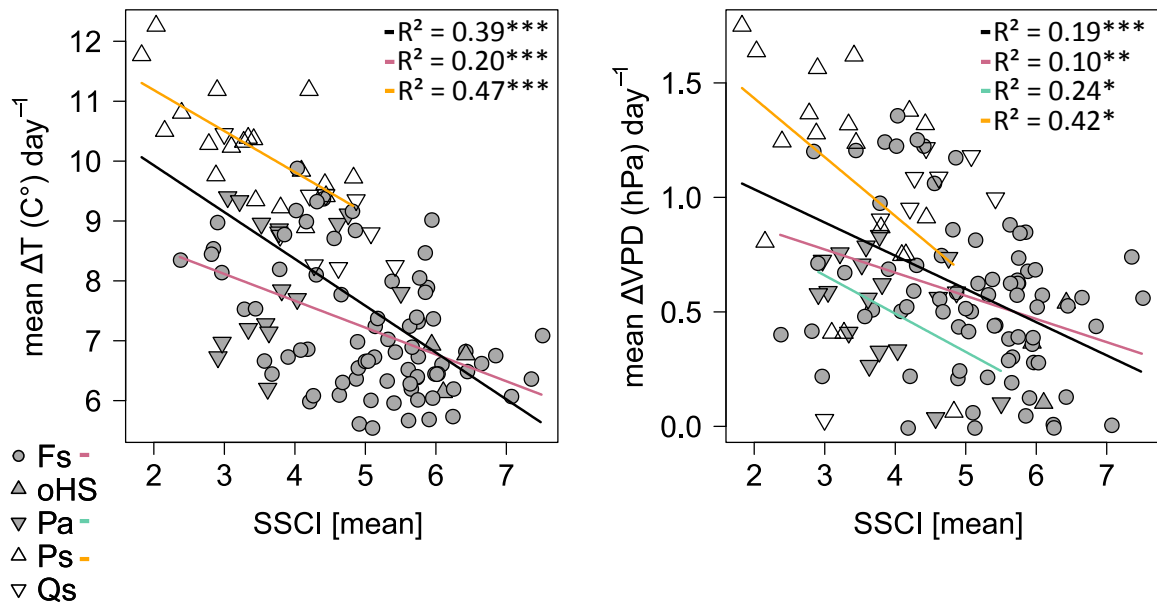 R² = 0.39***
R² = 0.20***
R² = 0.47***
mean ΔT (C°) day⁻¹
12
11
10
9
8
7
6
2 3 4 5 6 7
SSCI [mean]
R² = 0.19***
R² = 0.10**
R² = 0.24*
R² = 0.42*
mean ΔVPD (hPa) day⁻¹
1.5
1.0
0.5
0.0
2 3 4 5 6 7
SSCI [mean]
Fs
oHS
Pa
Ps
Qs